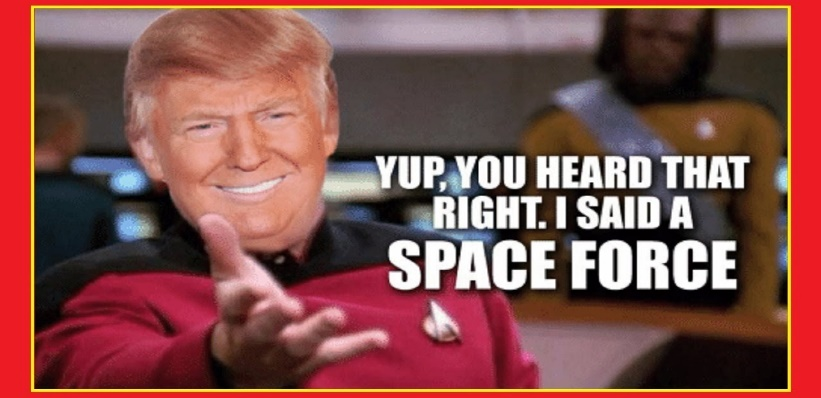 YUP, YOU HEARD THAT
RIGHT. I SAID A
SPACE FORCE